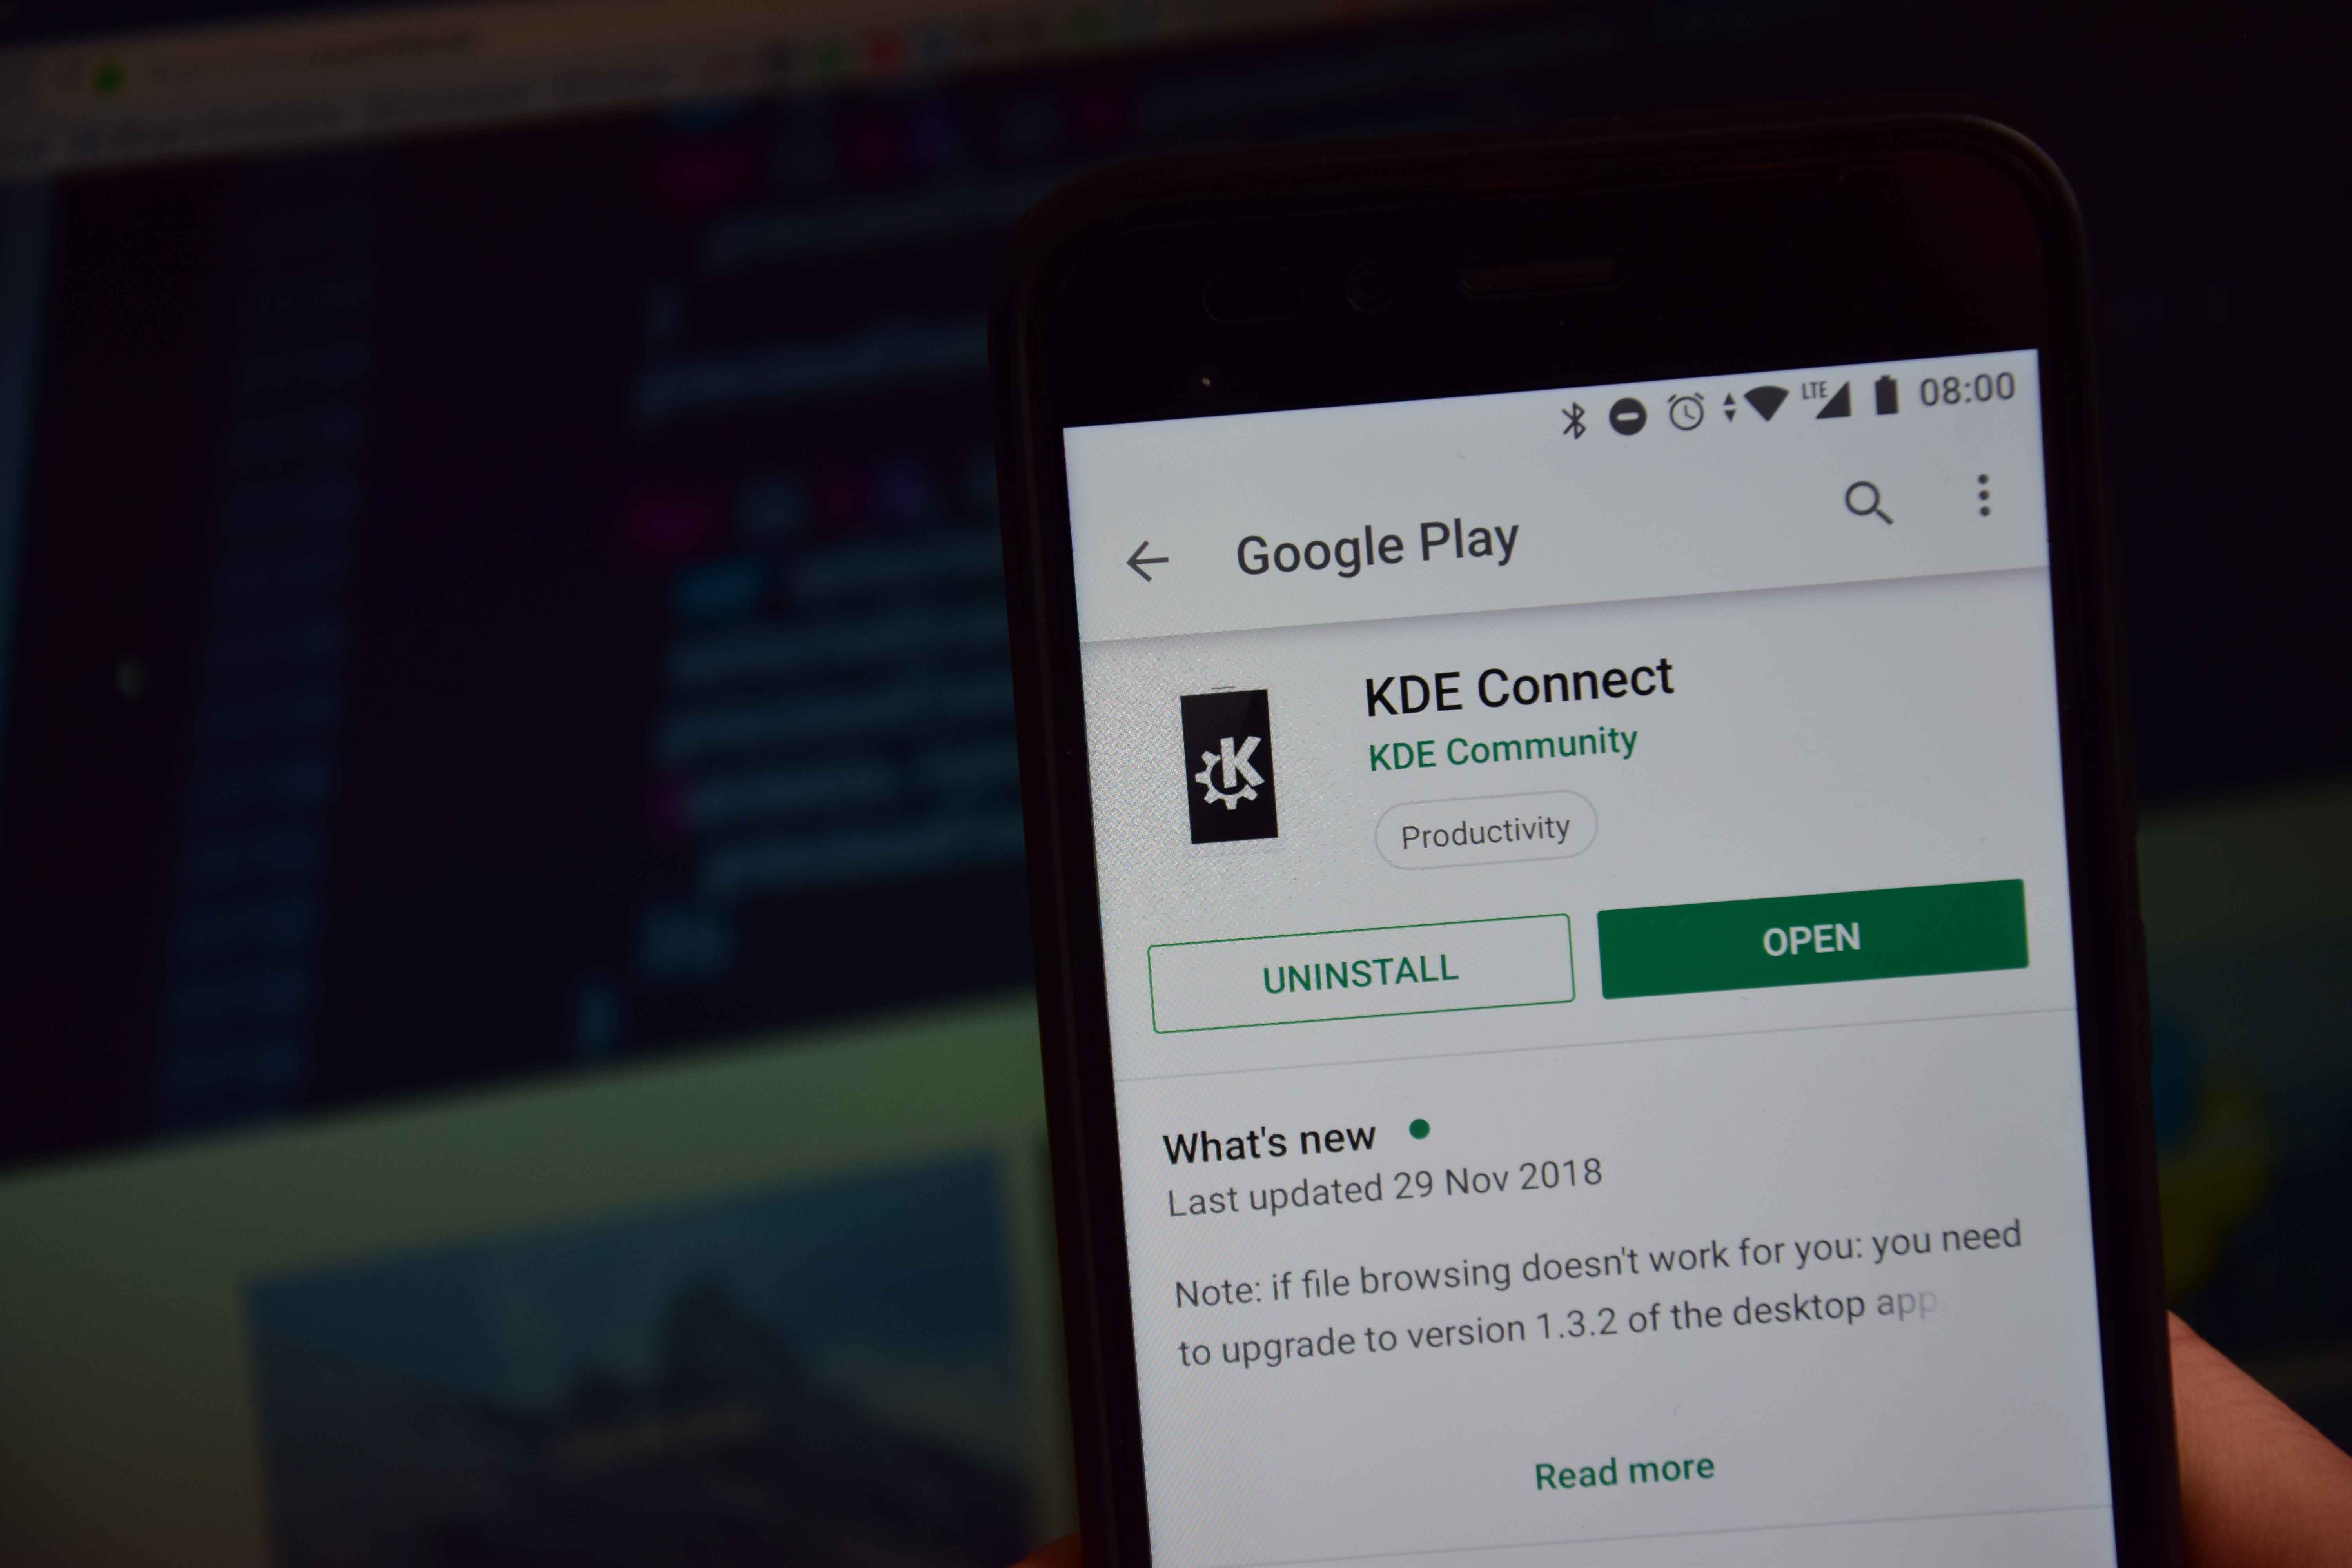 LTE 08:00
Google Play
KDE Connect
KDE Community
Productivity
UNINSTALL
OPEN
What's new
Last updated 29 Nov 2018
Note: if file browsing doesn't work for you: you need
to upgrade to version 1.3.2 of the desktop app
Read more